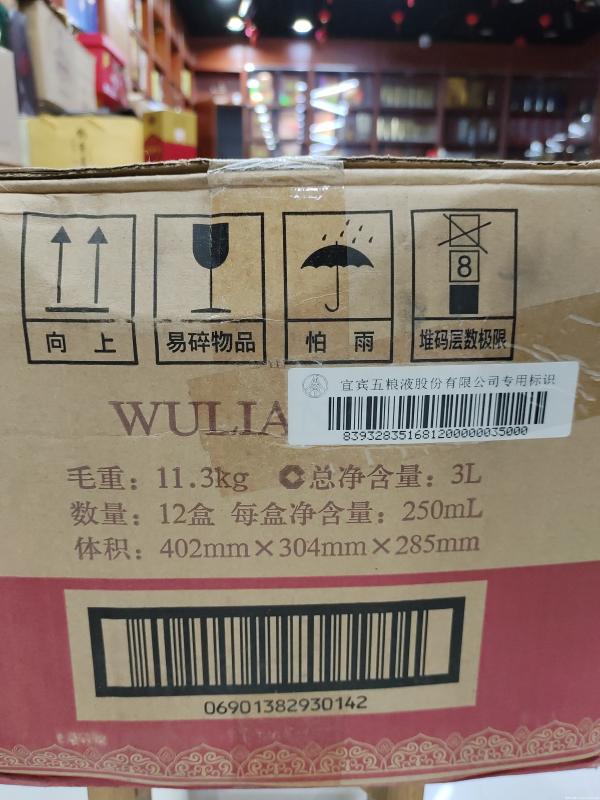 8
向 上
易碎物品
怕 雨
堆码层数极限
宜宾五粮液股份有限公司专用标识
8393283516812000000035000
WULIA
毛重：11.3kg 总净含量：3L
数量：12盒 每盒净含量：250mL
体积：402mm×304mm×285mm
06901382930142